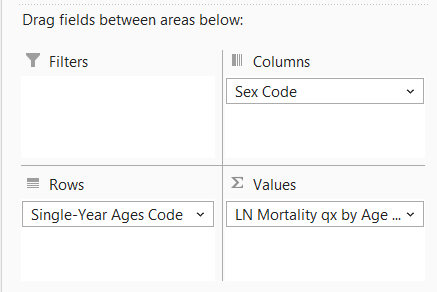 Drag fields between areas below:
Filters
Columns
Sex Code
Rows
Values
Single-Year Ages Code
LN Mortality qx by Age ...